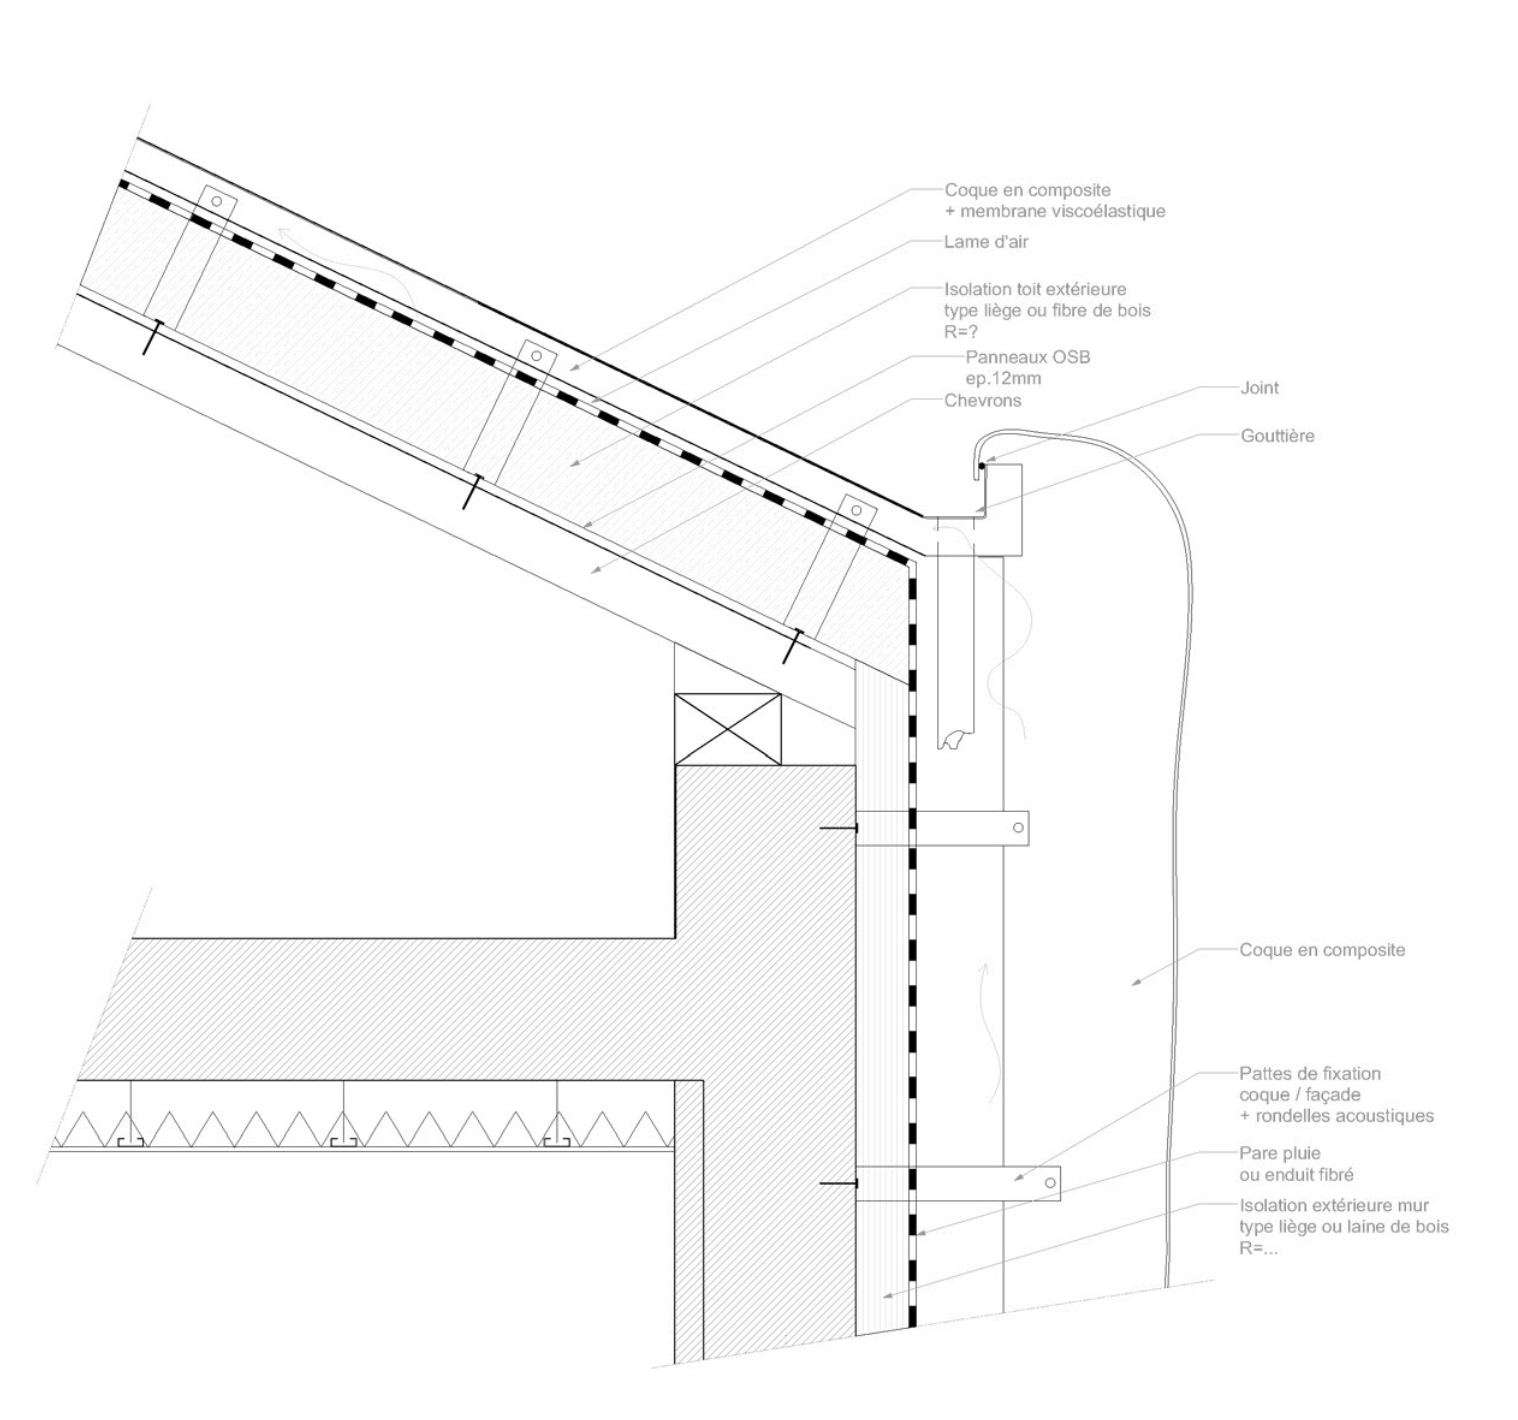 Coque en composite
+ membrane viscoélastique
Lame d'air
Isolation toit extérieure
type liège ou fibre de bois
R=?
Panneaux OSB
ep.12mm
Chevrons
Joint
Gouttière
Coque en composite
Pattes de fixation
coque / façade
+ rondelles acoustiques
Pare pluie
ou enduit fibré
Isolation extérieure mur
type liège ou laine de bois
R=...